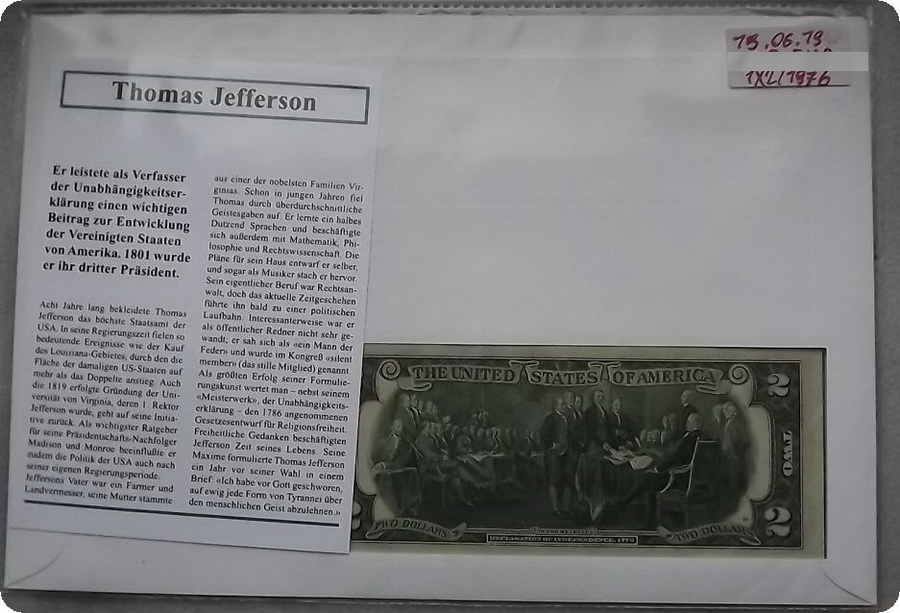 13.06.19
1XL/1976
Thomas Jefferson
Er leistete als Verfasser
der Unabhängigkeitser-
klärung einen wichtigen
Beitrag zur Entwicklung
der Vereinigten Staaten
von Amerika. 1801 wurde
er ihr dritter Präsident.
Acht Jahre lang bekleidete Thomas
Jefferson das höchste Staatsamt der
USA. In seine Regierungszeit fielen so
bedeutende Ereignisse wie der Kauf
des Louisiana-Gebietes, durch den die
Fläche der damaligen US-Staaten auf
mehr als das Doppelte anstieg. Auch
die 1819 erfolgte Gründung der Uni-
versität von Virginia, deren 1. Rektor
Jefferson wurde, geht auf seine Initia-
tive zurück. Als wichtigster Ratgeber
für seine Präsidentschafts-Nachfolger
Madison und Monroe beeinflußte er
zudem die Politik der USA auch nach
seiner eigenen Regierungsperiode.
Jeffersons Vater war ein Farmer und
Landvermesser, seine Mutter stammte
aus einer der nobelsten Familien Vir-
ginias. Schon in jungen Jahren fiel
Thomas durch überdurchschnittliche
Geistesgaben auf. Er lernte ein halbes
Dutzend Sprachen und beschäftigte
sich außerdem mit Mathematik, Phi-
losophie und Rechtswissenschaft. Die
Pläne für sein Haus entwarf er selber,
und sogar als Musiker stach er hervor.
Sein eigentlicher Beruf war Rechtsan-
walt, doch das aktuelle Zeitgeschehen
führte ihn bald zu einer politischen
Laufbahn. Interessanterweise war er
als öffentlicher Redner nicht sehr ge-
wandt, er sah sich als «ein Mann der
Feder» und wurde im Kongreß «silent
member» (das stille Mitglied) genannt.
Als größten Erfolg seiner Formulie-
rungskunst wertet man – nebst seinem
«Meisterwerk», der Unabhängigkeits-
erklärung – den 1786 angenommenen
Gesetzesentwurf für Religionsfreiheit.
Freiheitliche Gedanken beschäftigten
Jefferson Zeit seines Lebens. Seine
Maxime formulierte Thomas Jefferson
ein Jahr vor seiner Wahl in einem
Brief: «Ich habe vor Gott geschworen,
auf ewig jede Form von Tyrannei über
den menschlichen Geist abzulehnen.»
THE UNITED STATES OF AMERICA
2
TWO
2
TWO DOLLARS
DECLARATION OF INDEPENDENCE, 1776
TWO DOLLARS